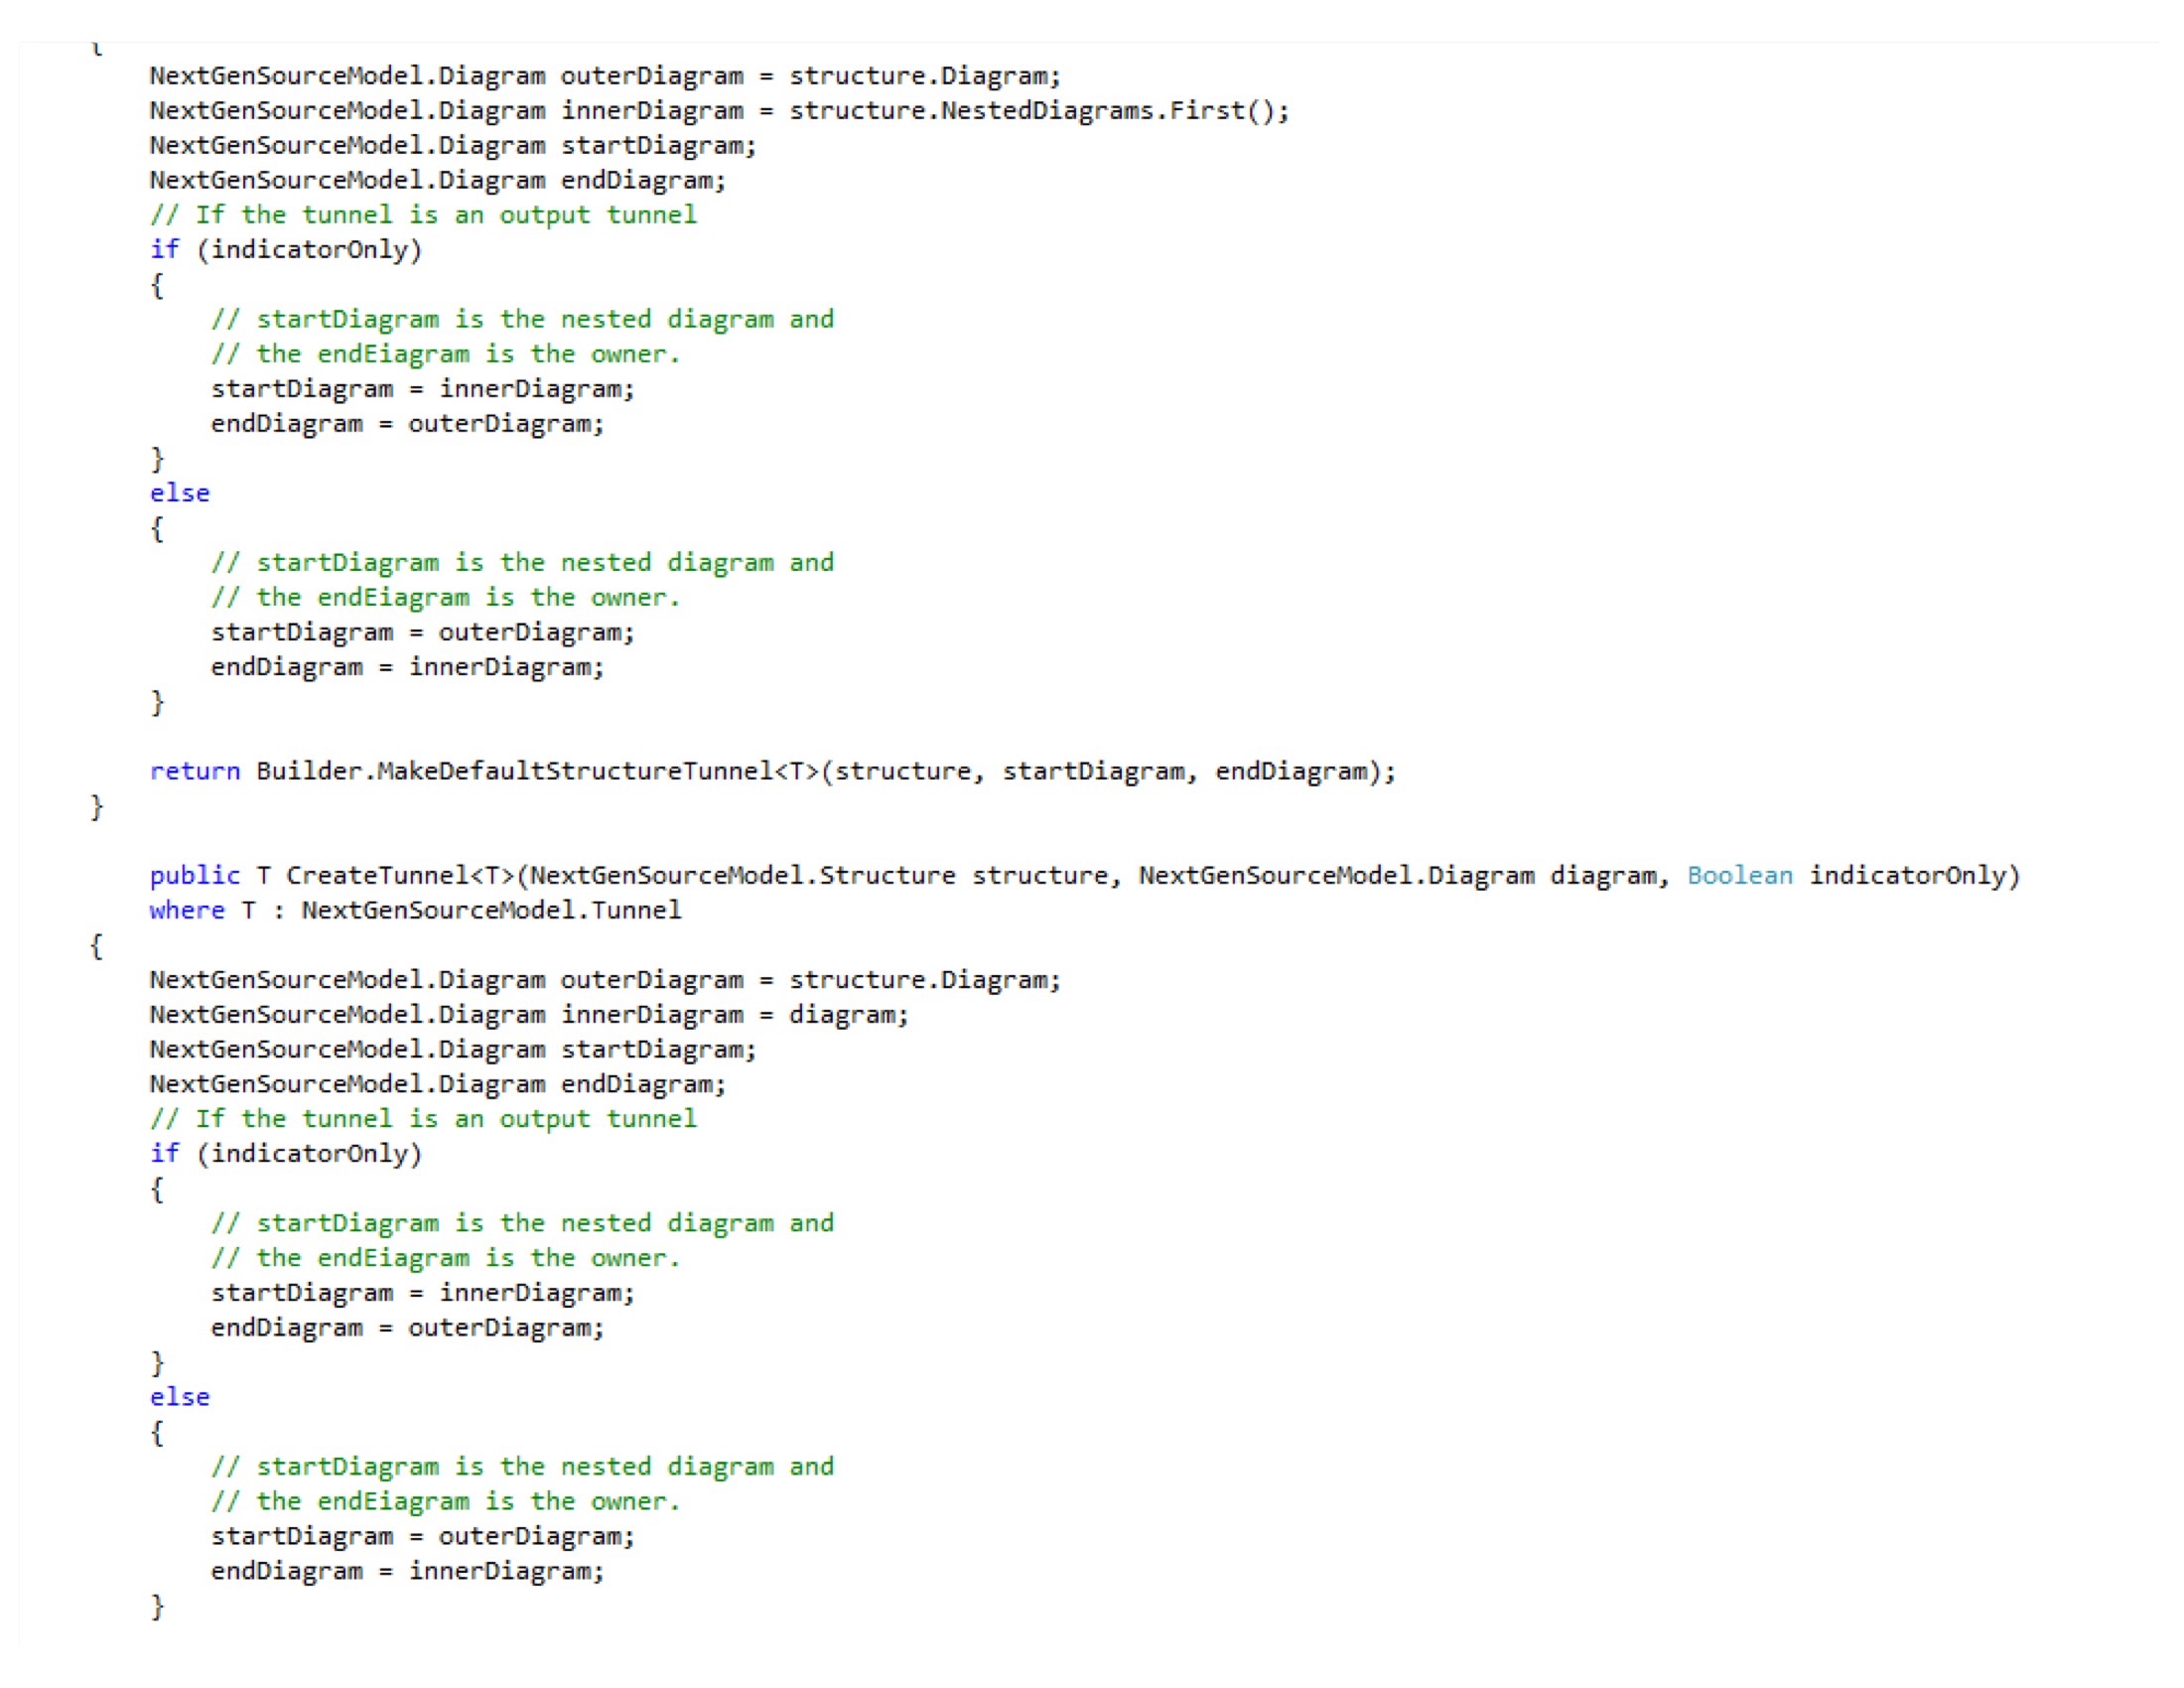 {
NextGenSourceModel.Diagram outerDiagram = structure.Diagram;
NextGenSourceModel.Diagram innerDiagram = structure.NestedDiagrams.First();
NextGenSourceModel.Diagram startDiagram;
NextGenSourceModel.Diagram endDiagram;
// If the tunnel is an output tunnel
if (indicatorOnly)
{
// startDiagram is the nested diagram and
// the endEiagram is the owner.
startDiagram = innerDiagram;
endDiagram = outerDiagram;
}
else
{
// startDiagram is the nested diagram and
// the endEiagram is the owner.
startDiagram = outerDiagram;
endDiagram = innerDiagram;
}
return Builder.MakeDefaultStructureTunnel<T>(structure, startDiagram, endDiagram);
}
public T CreateTunnel<T>(NextGenSourceModel.Structure structure, NextGenSourceModel.Diagram diagram, Boolean indicatorOnly)
where T : NextGenSourceModel.Tunnel
{
NextGenSourceModel.Diagram outerDiagram = structure.Diagram;
NextGenSourceModel.Diagram innerDiagram = diagram;
NextGenSourceModel.Diagram startDiagram;
NextGenSourceModel.Diagram endDiagram;
// If the tunnel is an output tunnel
if (indicatorOnly)
{
// startDiagram is the nested diagram and
// the endEiagram is the owner.
startDiagram = innerDiagram;
endDiagram = outerDiagram;
}
else
{
// startDiagram is the nested diagram and
// the endEiagram is the owner.
startDiagram = outerDiagram;
endDiagram = innerDiagram;
}